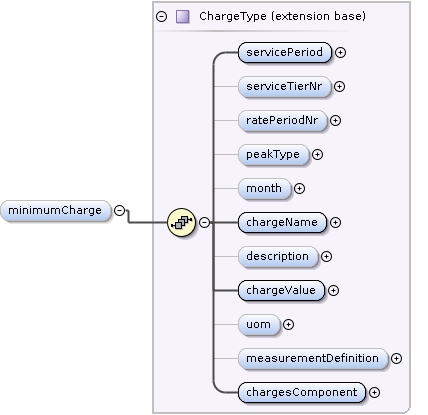 ChargeType (extension base)
servicePeriod
serviceTierNr
ratePeriodNr
peakType
month
minimumCharge
chargeName
description
chargeValue
uom
measurementDefinition
chargesComponent